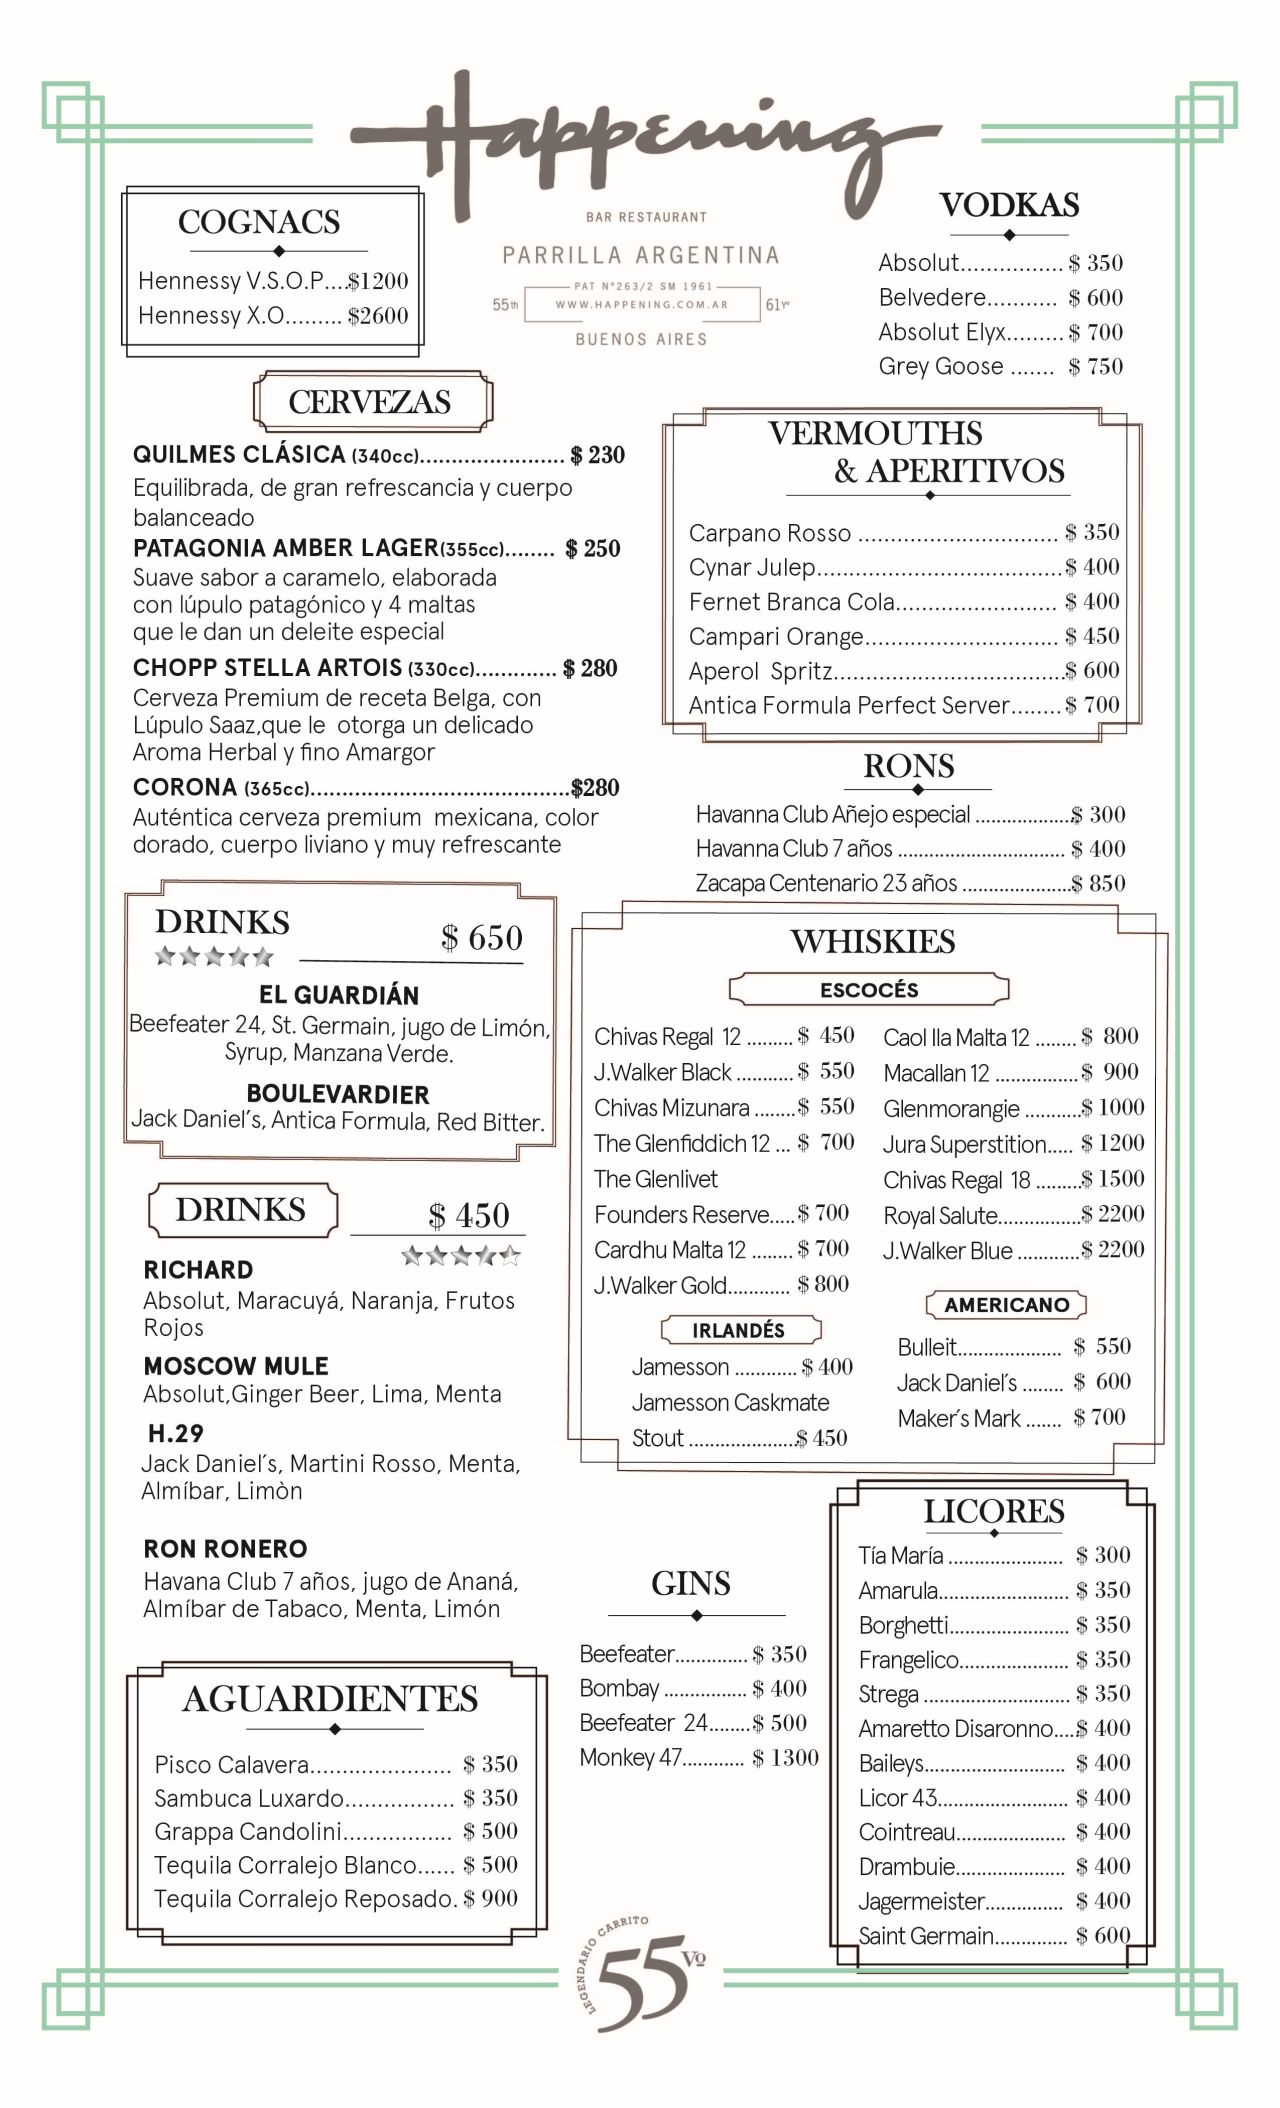 Happening
BAR RESTAURANT
PARRILLA ARGENTINA
PAT Nº263/2 SM 1961
55th WWW.HAPPENING.COM.AR 61Yº
BUENOS AIRES
COGNACS
Hennessy V.S.O.P....$1200
Hennessy X.O......... $2600
VODKAS
Absolut................ $ 350
Belvedere........... $ 600
Absolut Elyx......... $ 700
Grey Goose ....... $ 750
CERVEZAS
QUILMES CLÁSICA (340cc)....................... $ 230
Equilibrada, de gran refrescancia y cuerpo
balanceado
PATAGONIA AMBER LAGER(355cc)........ $ 250
Suave sabor a caramelo, elaborada
con lúpulo patagónico y 4 maltas
que le dan un deleite especial
CHOPP STELLA ARTOIS (330cc)............. $ 280
Cerveza Premium de receta Belga, con
Lúpulo Saaz,que le otorga un delicado
Aroma Herbal y fino Amargor
CORONA (365cc).........................................$280
Auténtica cerveza premium mexicana, color
dorado, cuerpo liviano y muy refrescante
VERMOUTHS
& APERITIVOS
Carpano Rosso ............................... $ 350
Cynar Julep......................................$ 400
Fernet Branca Cola......................... $ 400
Campari Orange.............................. $ 450
Aperol Spritz....................................$ 600
Antica Formula Perfect Server........$ 700
RONS
Havanna Club Añejo especial ..................$ 300
Havanna Club 7 años ............................... $ 400
Zacapa Centenario 23 años ....................$ 850
DRINKS
$ 650
EL GUARDIÁN
Beefeater 24, St. Germain, jugo de Limón,
Syrup, Manzana Verde.
BOULEVARDIER
Jack Daniel's, Antica Formula, Red Bitter.
DRINKS
$ 450
RICHARD
Absolut, Maracuyá, Naranja, Frutos
Rojos
MOSCOW MULE
Absolut,Ginger Beer, Lima, Menta
H.29
Jack Daniel´s, Martini Rosso, Menta,
Almíbar, Limòn
RON RONERO
Havana Club 7 años, jugo de Ananá,
Almíbar de Tabaco, Menta, Limón
WHISKIES
ESCOCÉS
Chivas Regal 12 ......... $ 450
J.Walker Black ........... $ 550
Chivas Mizunara ........$ 550
The Glenfiddich 12 ... $ 700
The Glenlivet
Founders Reserve..... $ 700
Cardhu Malta 12 ........ $ 700
J.Walker Gold............ $ 800
Caol Ila Malta 12 ........ $ 800
Macallan 12 ................$ 900
Glenmorangie ...........$ 1000
Jura Superstition..... $ 1200
Chivas Regal 18 .........$ 1500
Royal Salute................$ 2200
J.Walker Blue ............$ 2200
IRLANDÉS
Jamesson ............ $ 400
Jamesson Caskmate
Stout .....................$ 450
AMERICANO
Bulleit.................... $ 550
Jack Daniel´s ........ $ 600
Maker´s Mark ....... $ 700
LICORES
Tía María ...................... $ 300
Amarula......................... $ 350
Borghetti....................... $ 350
Frangelico..................... $ 350
Strega ............................ $ 350
Amaretto Disaronno....$ 400
Baileys........................... $ 400
Licor 43......................... $ 400
Cointreau..................... $ 400
Drambuie..................... $ 400
Jagermeister............... $ 400
Saint Germain.............. $ 600
GINS
Beefeater.............. $ 350
Bombay ................ $ 400
Beefeater 24........$ 500
Monkey 47............ $ 1300
AGUARDIENTES
Pisco Calavera...................... $ 350
Sambuca Luxardo................. $ 350
Grappa Candolini................. $ 500
Tequila Corralejo Blanco...... $ 500
Tequila Corralejo Reposado. $ 900
LEGENDARIO CARRITO
55Vº